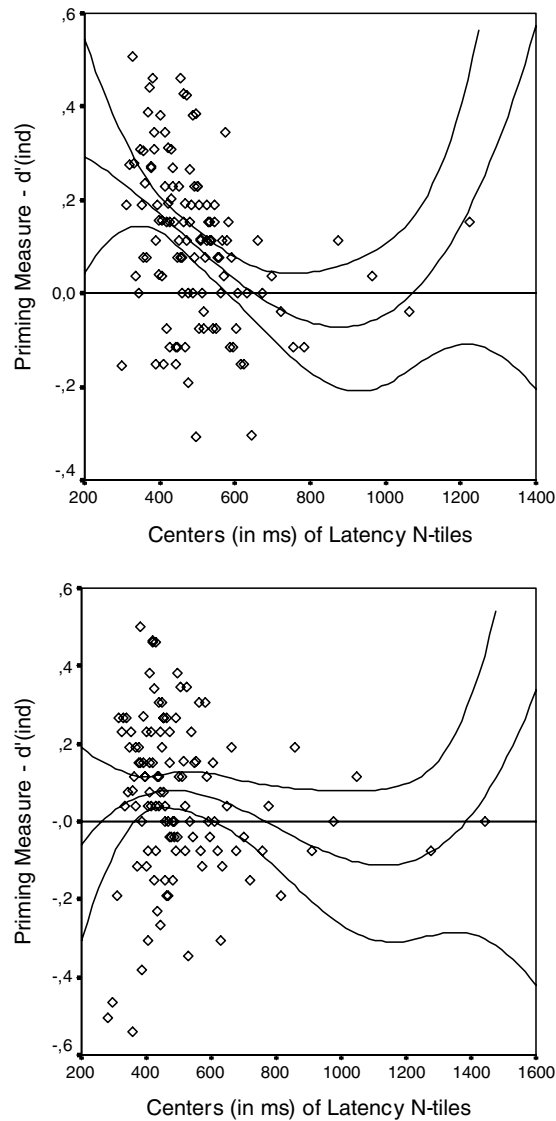 ,6
,4
,2
0,0
-,2
-,4
Priming Measure - d'(ind)
200 400 600 800 1000 1200 1400
Centers (in ms) of Latency N-tiles
,6
,4
,2
-,0
-,2
-,4
-,6
Priming Measure - d'(ind)
200 400 600 800 1000 1200 1400 1600
Centers (in ms) of Latency N-tiles